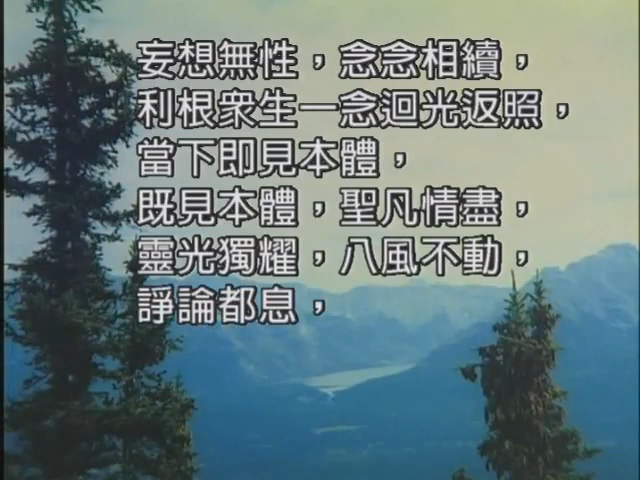 妄想無性，念念相續，
利根眾生一念迴光返照，
當下即見本體，
既見本體，聖凡情盡，
靈光獨耀，八風不動，
諍論都息，